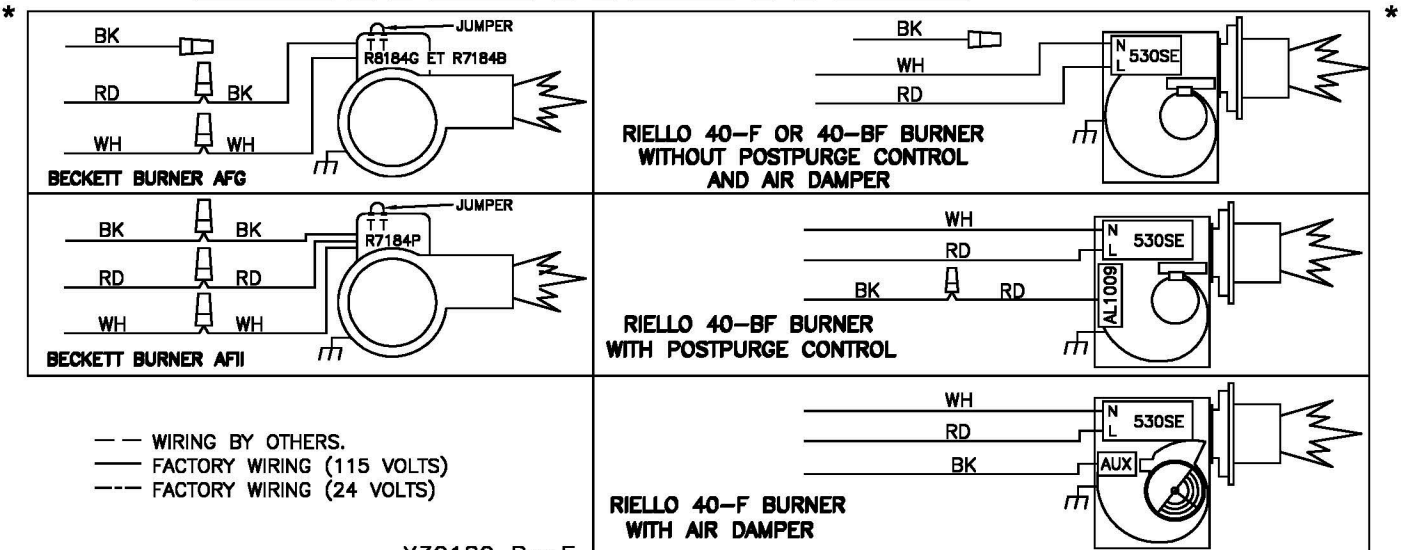 *
*
BK
JUMPER
T T
R8184G ET R7184B
RD BK
WH WH
BECKETT BURNER AFG
BK
WH
RD
N
L
530SE
RIELLO 40-F OR 40-BF BURNER
WITHOUT POSTPURGE CONTROL
AND AIR DAMPER
JUMPER
T T
R7184P
BK BK
RD RD
WH WH
BECKETT BURNER AFII
WH
RD
N
L
530SE
BK RD
AL1009
RIELLO 40-BF BURNER
WITH POSTPURGE CONTROL
WIRING BY OTHERS.
FACTORY WIRING (115 VOLTS)
FACTORY WIRING (24 VOLTS)
WH
RD
BK
N
L
530SE
AUX
RIELLO 40-F BURNER
WITH AIR DAMPER